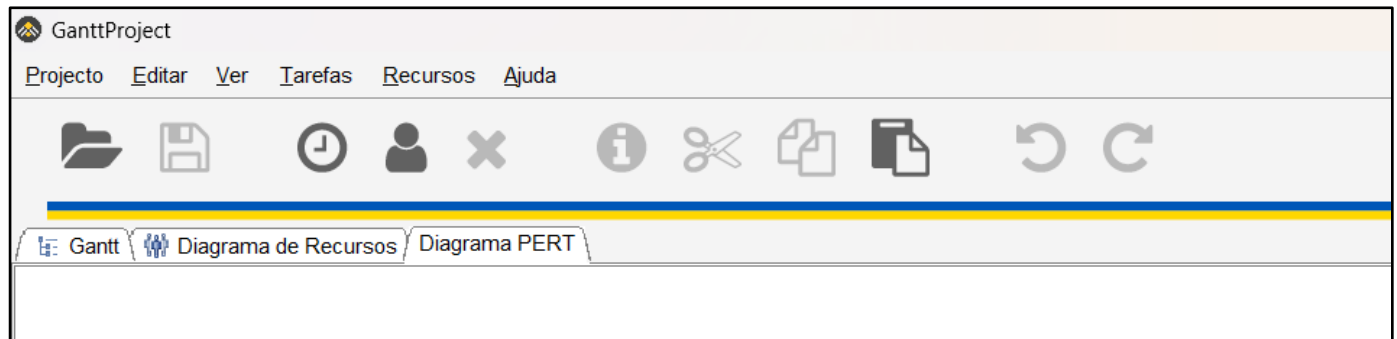 GanttProject
Projecto Editar Ver Tarefas Recursos Ajuda
Gantt Diagrama de Recursos Diagrama PERT